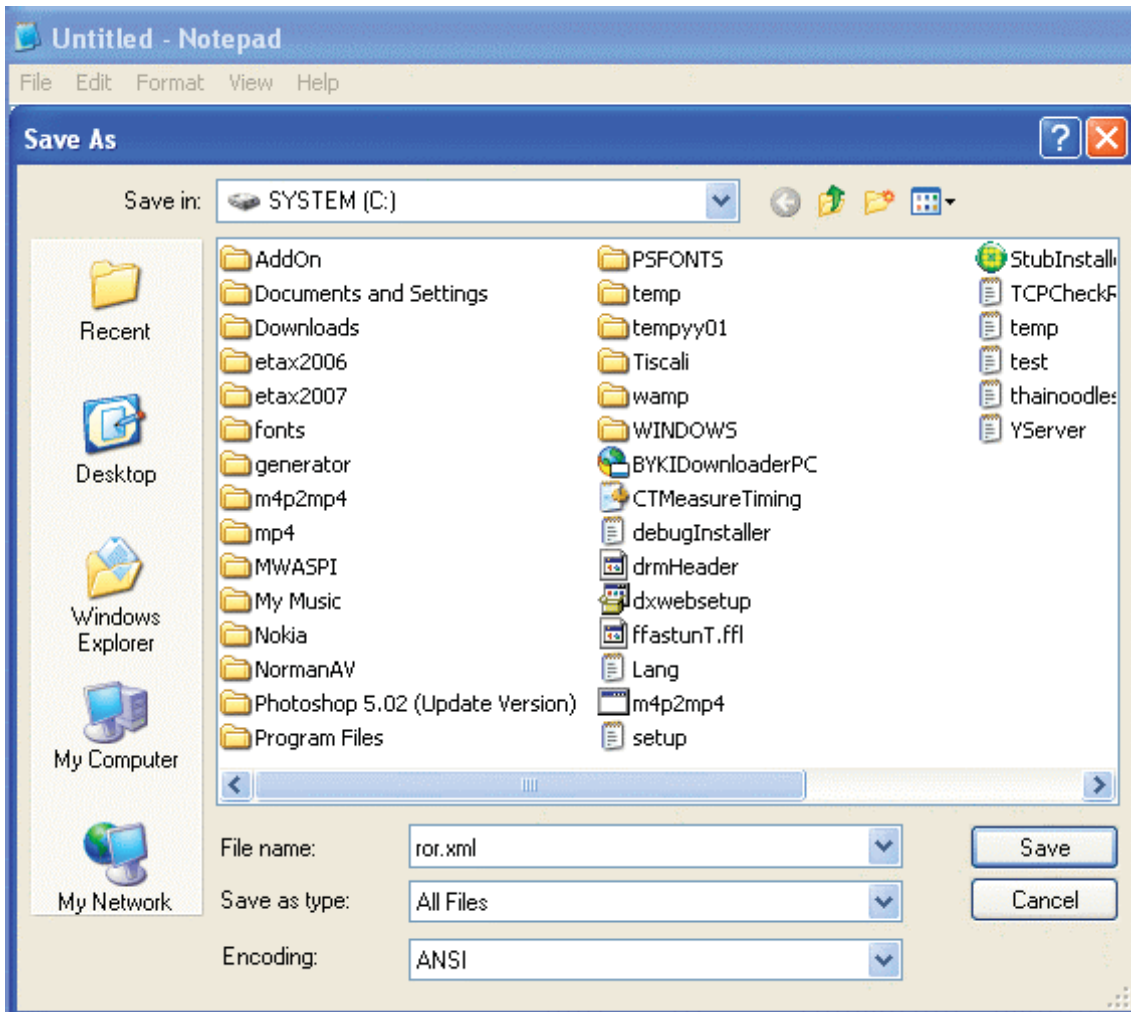 Untitled - Notepad
File Edit Format View Help
Save As
Save in: SYSTEM (C:)
Recent
Desktop
Windows
Explorer
My Computer
My Network
AddOn
Documents and Settings
Downloads
etax2006
etax2007
fonts
generator
m4p2mp4
mp4
MWASPI
My Music
Nokia
NormanAV
Photoshop 5.02 (Update Version)
Program Files
PSFONTS
temp
tempyy01
Tiscali
wamp
WINDOWS
BYKIDownloaderPC
CTMeasureTiming
debugInstaller
drmHeader
dxwebsetup
ffastunT.ffl
Lang
m4p2mp4
setup
temp
test
YServer
File name: ror.xml
Save
Save as type: All Files
Cancel
Encoding: ANSI